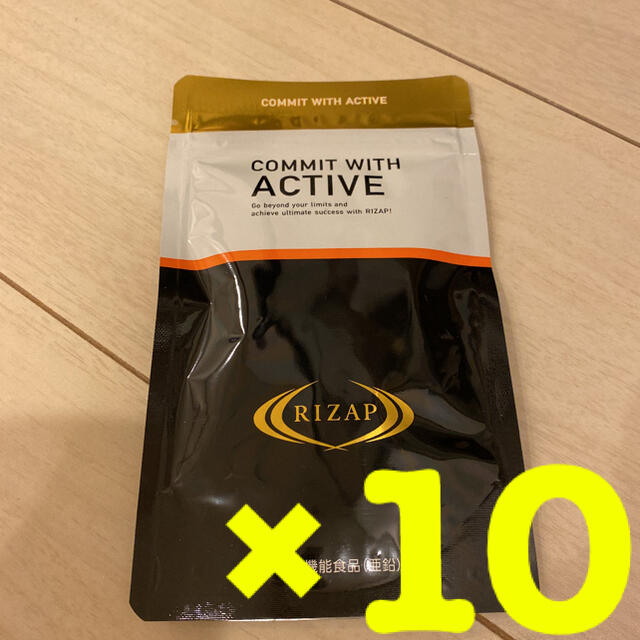 COMMIT WITH ACTIVE
COMMIT WITH
ACTIVE
Go beyond your limits and
achieve ultimate success with RIZAP!
RIZAP
機能食品(亜鉛)
×10